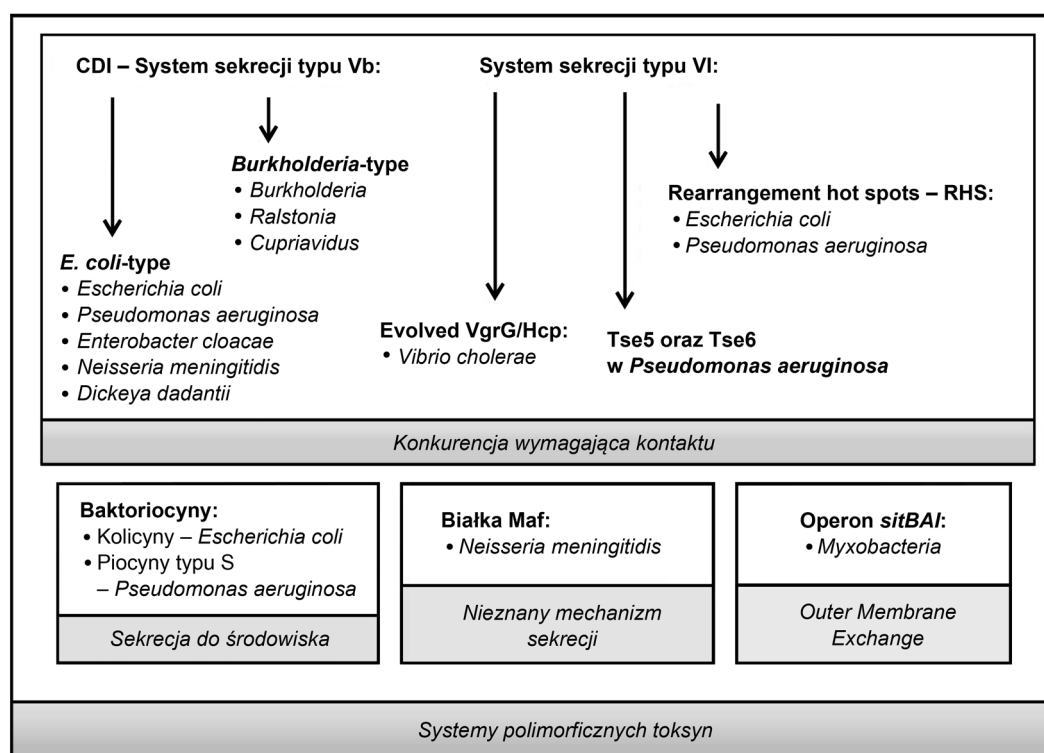 CDI – System sekrecji typu Vb:
Burkholderia-type
• Burkholderia
• Ralstonia
• Cupriavidus
E. coli-type
• Escherichia coli
• Pseudomonas aeruginosa
• Enterobacter cloacae
• Neisseria meningitidis
• Dickeya dadantii
System sekrecji typu VI:
Evolved VgrG/Hcp:
• Vibrio cholerae
Tse5 oraz Tse6
w Pseudomonas aeruginosa
Rearrangement hot spots – RHS:
• Escherichia coli
• Pseudomonas aeruginosa
Konkurencja wymagająca kontaktu
Baktoriocyny:
• Kolicyny – Escherichia coli
• Piocyny typu S
– Pseudomonas aeruginosa
Sekrecja do środowiska
Białka Maf:
• Neisseria meningitidis
Nieznany mechanizm
sekrecji
Operon sitBAI:
• Myxobacteria
Outer Membrane
Exchange
Systemy polimorficznych toksyn